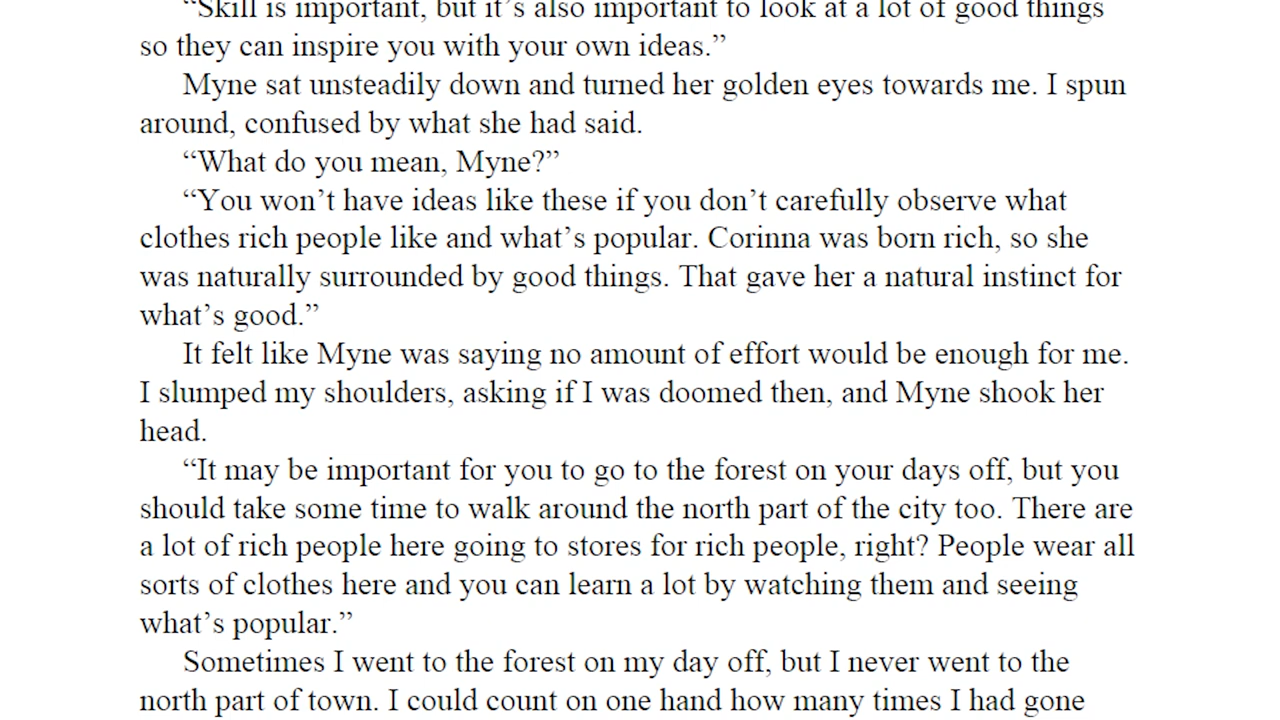 “Skill is important, but it’s also important to look at a lot of good things
so they can inspire you with your own ideas.”
Myne sat unsteadily down and turned her golden eyes towards me. I spun
around, confused by what she had said.
“What do you mean, Myne?”
“You won’t have ideas like these if you don’t carefully observe what
clothes rich people like and what’s popular. Corinna was born rich, so she
was naturally surrounded by good things. That gave her a natural instinct for
what’s good.”
It felt like Myne was saying no amount of effort would be enough for me.
I slumped my shoulders, asking if I was doomed then, and Myne shook her
head.
“It may be important for you to go to the forest on your days off, but you
should take some time to walk around the north part of the city too. There are
a lot of rich people here going to stores for rich people, right? People wear all
sorts of clothes here and you can learn a lot by watching them and seeing
what’s popular.”
Sometimes I went to the forest on my day off, but I never went to the
north part of town. I could count on one hand how many times I had gone